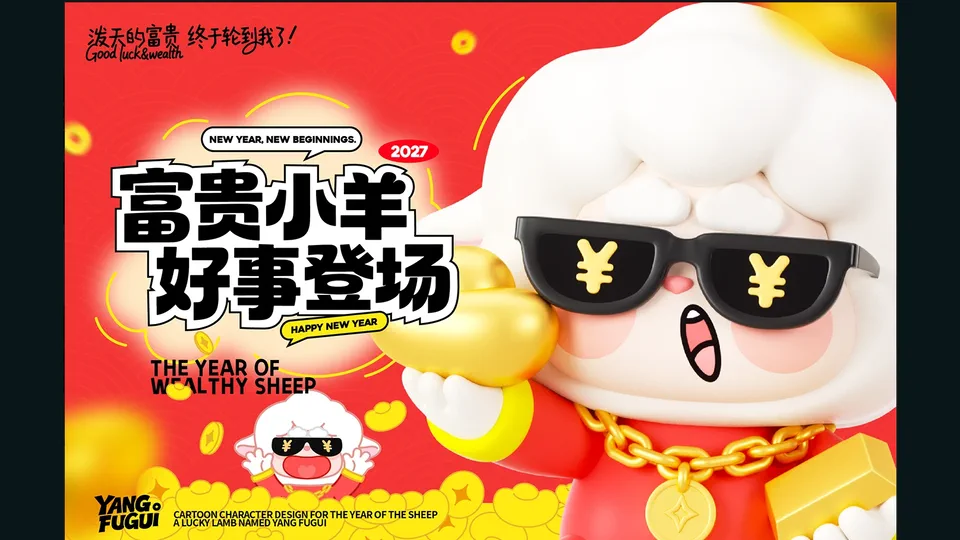 泼天的富贵 终于轮到我了!
Good luck&wealth
NEW YEAR, NEW BEGINNINGS.
2027
富贵小羊
好事登场
HAPPY NEW YEAR
THE YEAR OF
WEALTHY SHEEP
YANG
FUGUI
CARTOON CHARACTER DESIGN FOR THE YEAR OF THE SHEEP
A LUCKY LAMB NAMED YANG FUGUI